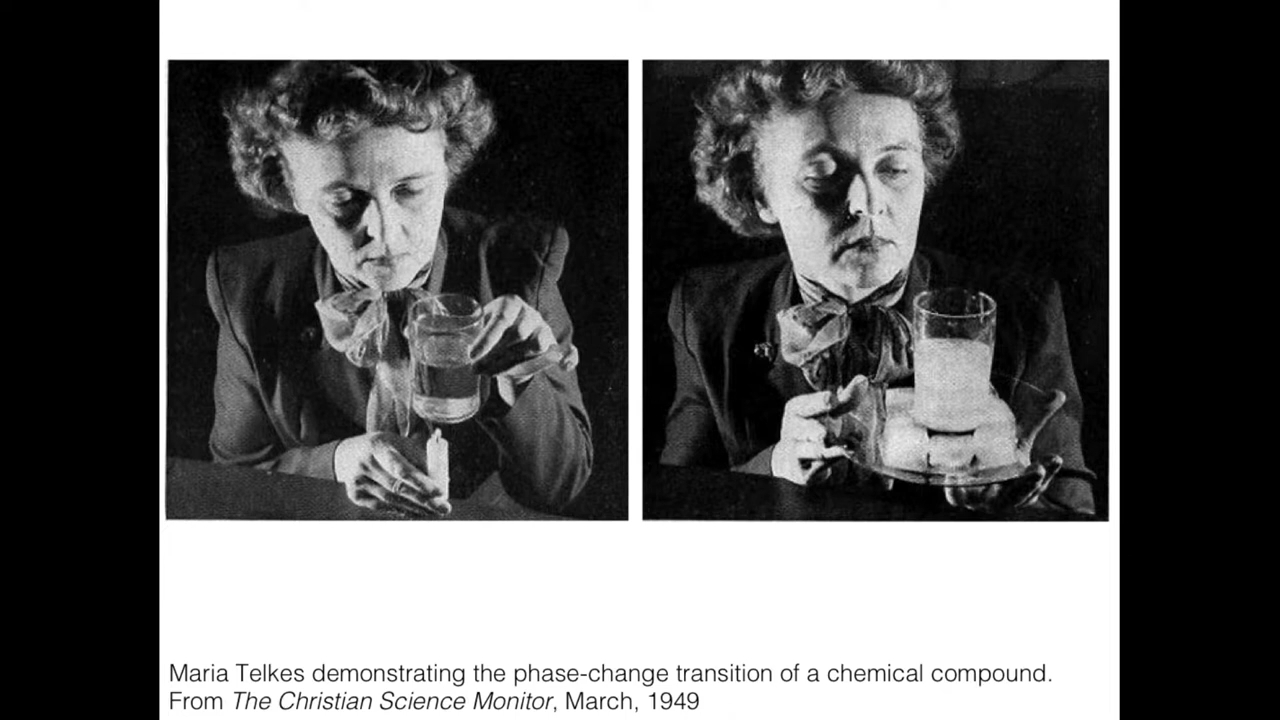 Maria Telkes demonstrating the phase-change transition of a chemical compound.
From The Christian Science Monitor, March, 1949